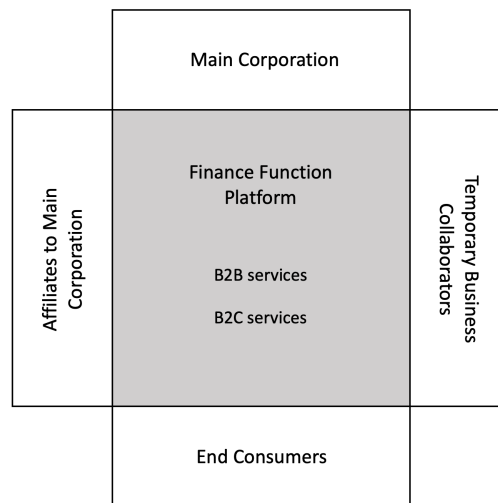 Main Corporation
Affiliates to Main
Corporation
Finance Function
Platform
B2B services
B2C services
Temporary Business
Collaborators
End Consumers